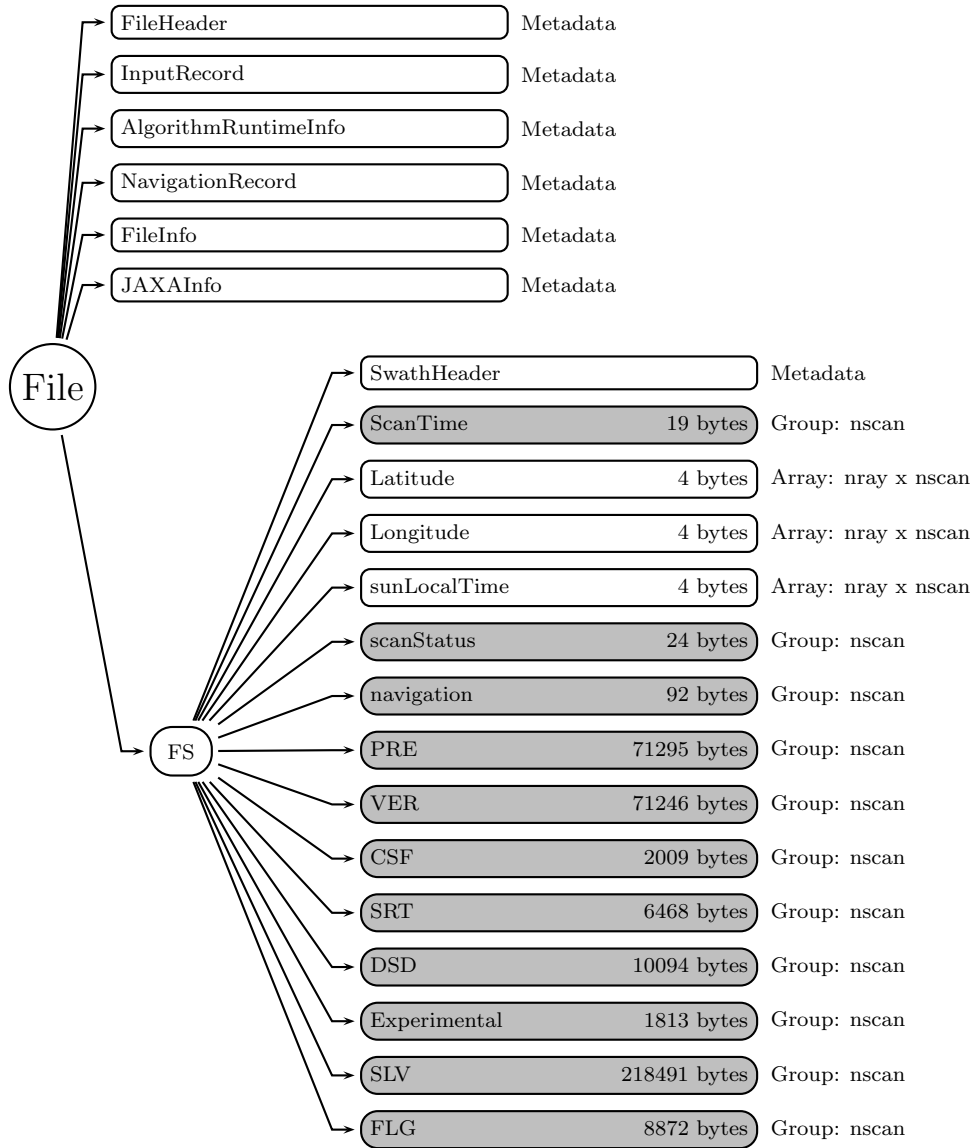 FileHeader Metadata
InputRecord Metadata
AlgorithmRuntimeInfo Metadata
NavigationRecord Metadata
FileInfo Metadata
JAXAInfo Metadata
File
SwathHeader Metadata
ScanTime 19 bytes Group: nscan
Latitude 4 bytes Array: nray x nscan
Longitude 4 bytes Array: nray x nscan
sunLocalTime 4 bytes Array: nray x nscan
scanStatus 24 bytes Group: nscan
navigation 92 bytes Group: nscan
FS
PRE 71295 bytes Group: nscan
VER 71246 bytes Group: nscan
CSF 2009 bytes Group: nscan
SRT 6468 bytes Group: nscan
DSD 10094 bytes Group: nscan
Experimental 1813 bytes Group: nscan
SLV 218491 bytes Group: nscan
FLG 8872 bytes Group: nscan